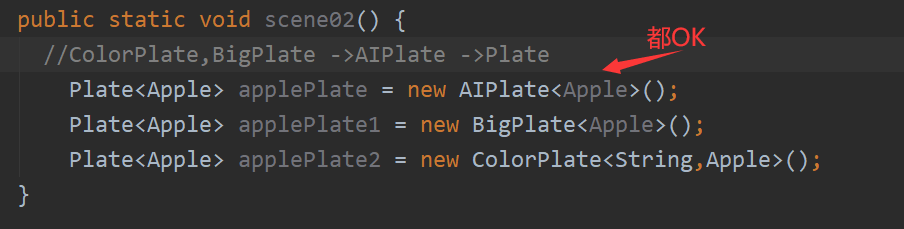 public static void scene02() {
都OK
//ColorPlate,BigPlate ->AIPlate ->Plate
Plate<Apple> applePlate = new AIPlate<Apple>();
Plate<Apple> applePlate1 = new BigPlate<Apple>();
Plate<Apple> applePlate2 = new ColorPlate<String,Apple>();
}